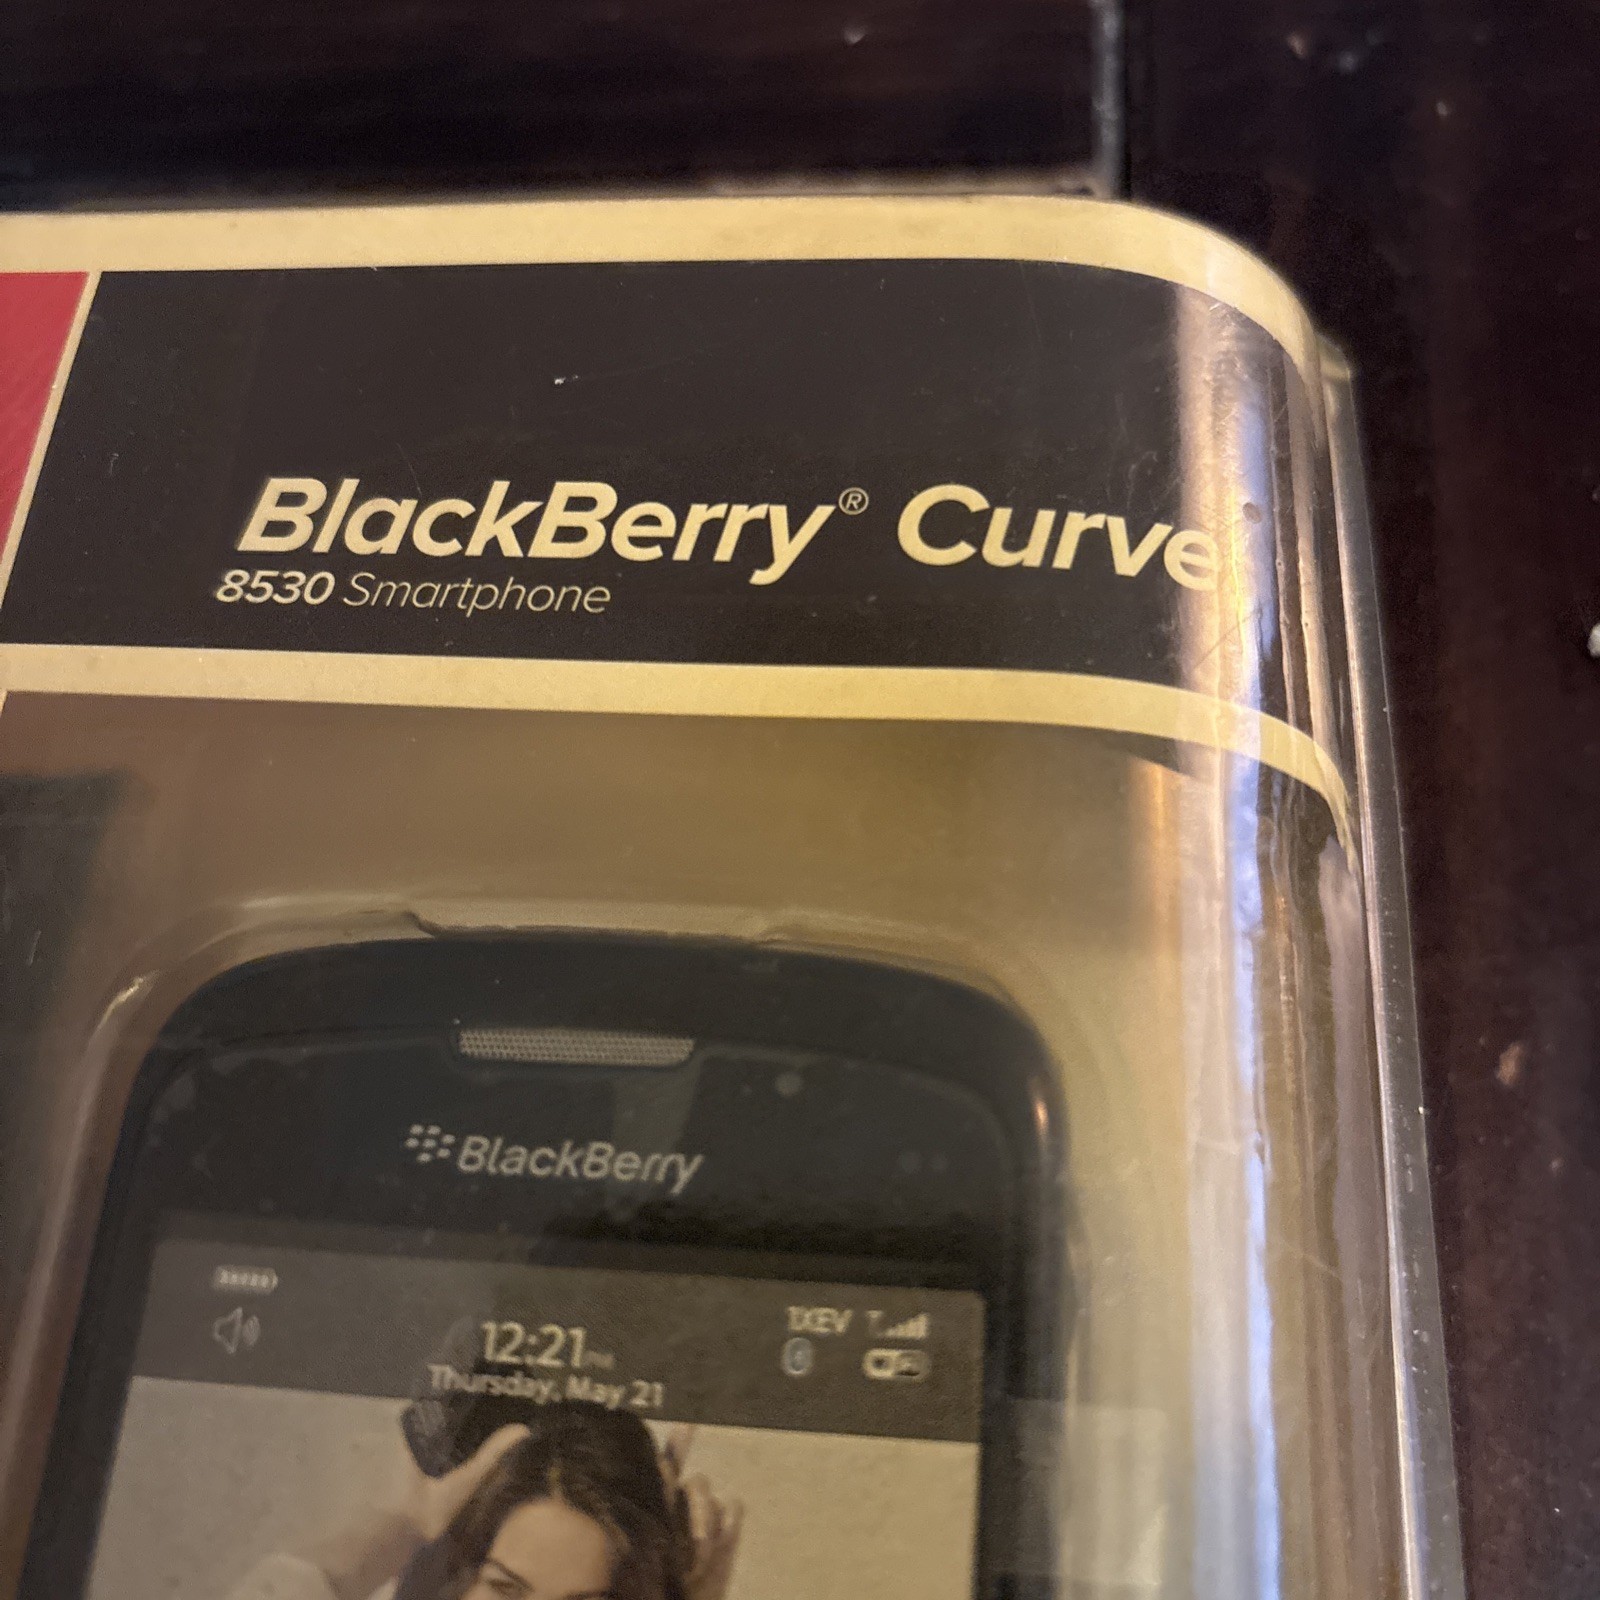 BlackBerry® Curve
8530 Smartphone
BlackBerry
1XEV
12:21
Thursday, May 21